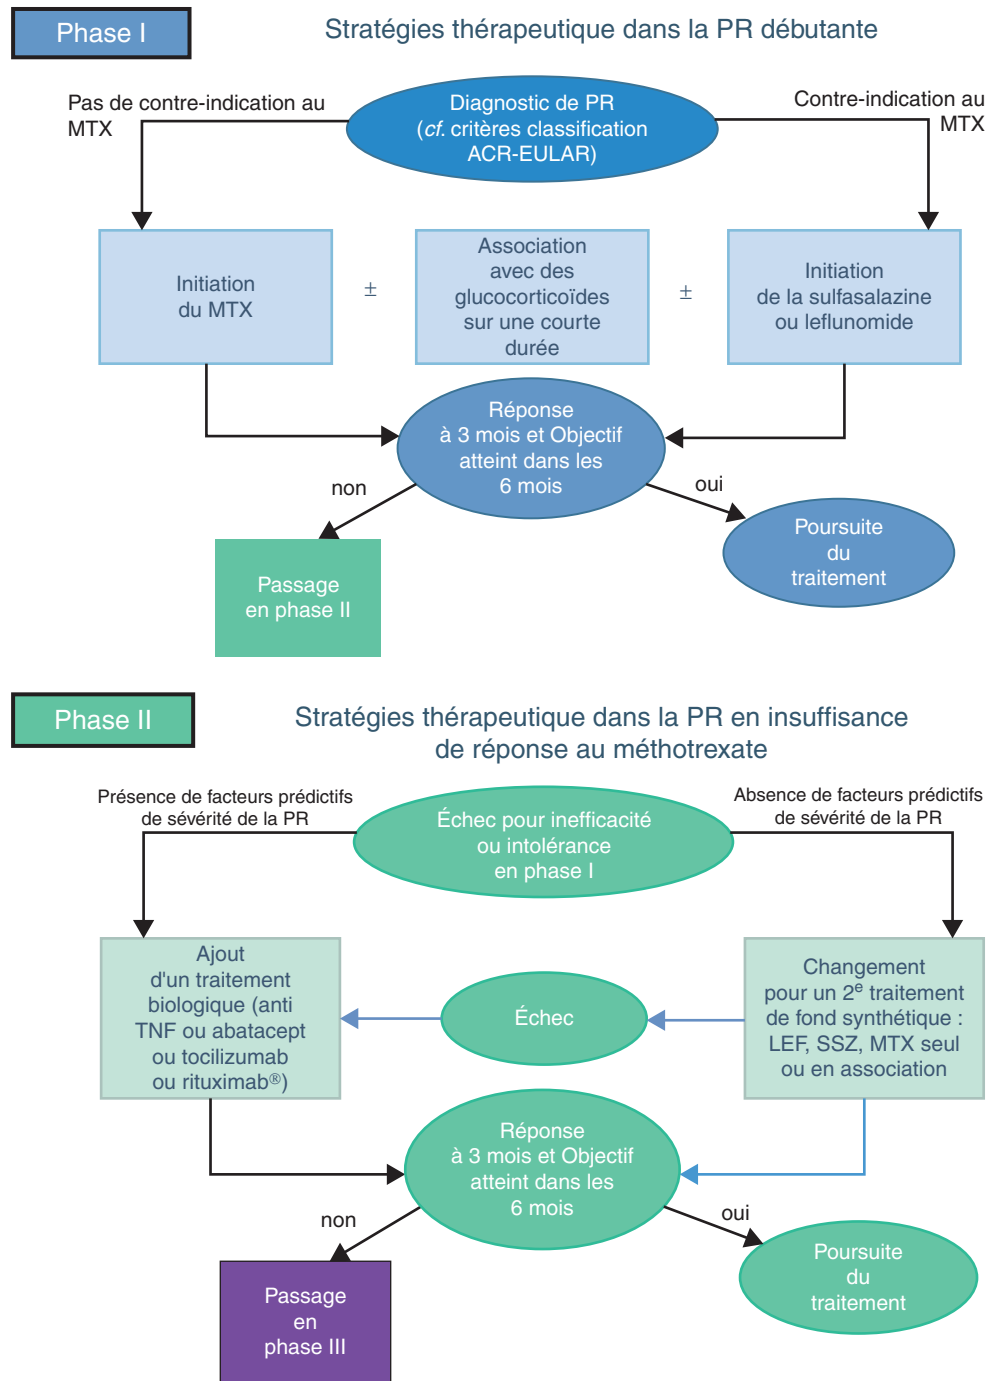 Phase I
Stratégies thérapeutique dans la PR débutante
Pas de contre-indication au
MTX
Diagnostic de PR
(cf. critères classification
ACR-EULAR)
Contre-indication au
MTX
Initiation
du MTX
±
Association
avec des
glucocorticoïdes
sur une courte
durée
±
Initiation
de la sulfasalazine
ou leflunomide
Réponse
à 3 mois et Objectif
atteint dans les
6 mois
non
oui
Passage
en phase II
Poursuite
du
traitement
Phase II
Stratégies thérapeutique dans la PR en insuffisance
de réponse au méthotrexate
Présence de facteurs prédictifs
de sévérité de la PR
Échec pour inefficacité
ou intolérance
en phase I
Absence de facteurs prédictifs
de sévérité de la PR
Ajout
d'un traitement
biologique (anti
TNF ou abatacept
ou tocilizumab
ou rituximab®)
Échec
Changement
pour un 2e traitement
de fond synthétique :
LEF, SSZ, MTX seul
ou en association
Réponse
à 3 mois et Objectif
atteint dans les
6 mois
non
oui
Passage
en
phase III
Poursuite
du
traitement